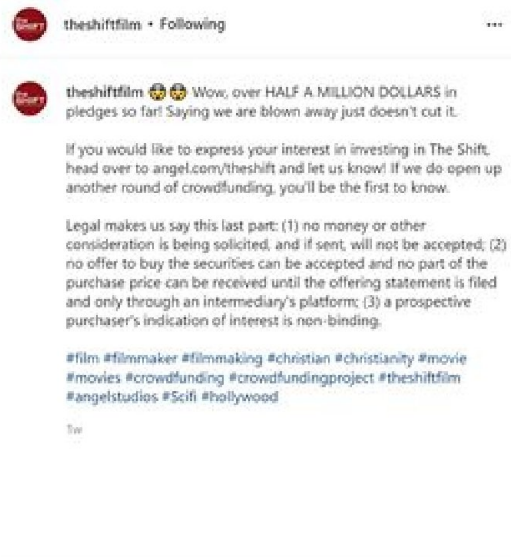 theshiftfilm • Following
theshiftfilm 🤯🤯 Wow, over HALF A MILLION DOLLARS in
pledges so far! Saying we are blown away just doesn't cut it.
If you would like to express your interest in investing in The Shift,
head over to angel.com/theshift and let us know! If we do open up
another round of crowdfunding, you'll be the first to know.
Legal makes us say this last part: (1) no money or other
consideration is being solicited, and if sent, will not be accepted; (2)
no offer to buy the securities can be accepted and no part of the
purchase price can be received until the offering statement is filed
and only through an intermediary's platform; (3) a prospective
purchaser's indication of interest is non-binding.
#film #filmmaker #filmmaking #christian #christianity #movie
#movies #crowdfunding #crowdfundingproject #theshiftfilm
#angelstudios #Scifi #hollywood
1w